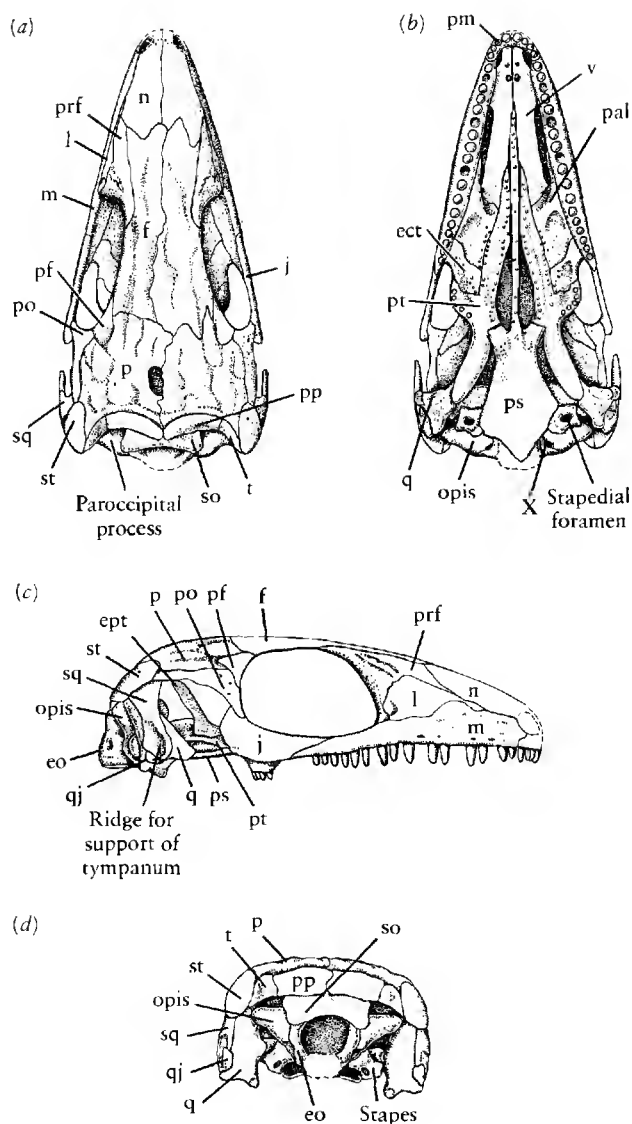 (a)
n
prf
l
m
f
pf
po
j
p
pp
sq
st
so
t
Paroccipital
process
(b)
pm
v
pal
ect
pt
ps
q
opis
X
Stapedial
foramen
(c)
p
po
pf
f
ept
prf
st
sq
n
opis
l
m
eo
j
qj
q
ps
pt
Ridge for
support of
tympanum
(d)
p
so
t
st
pp
opis
sq
qj
q
eo
Stapes